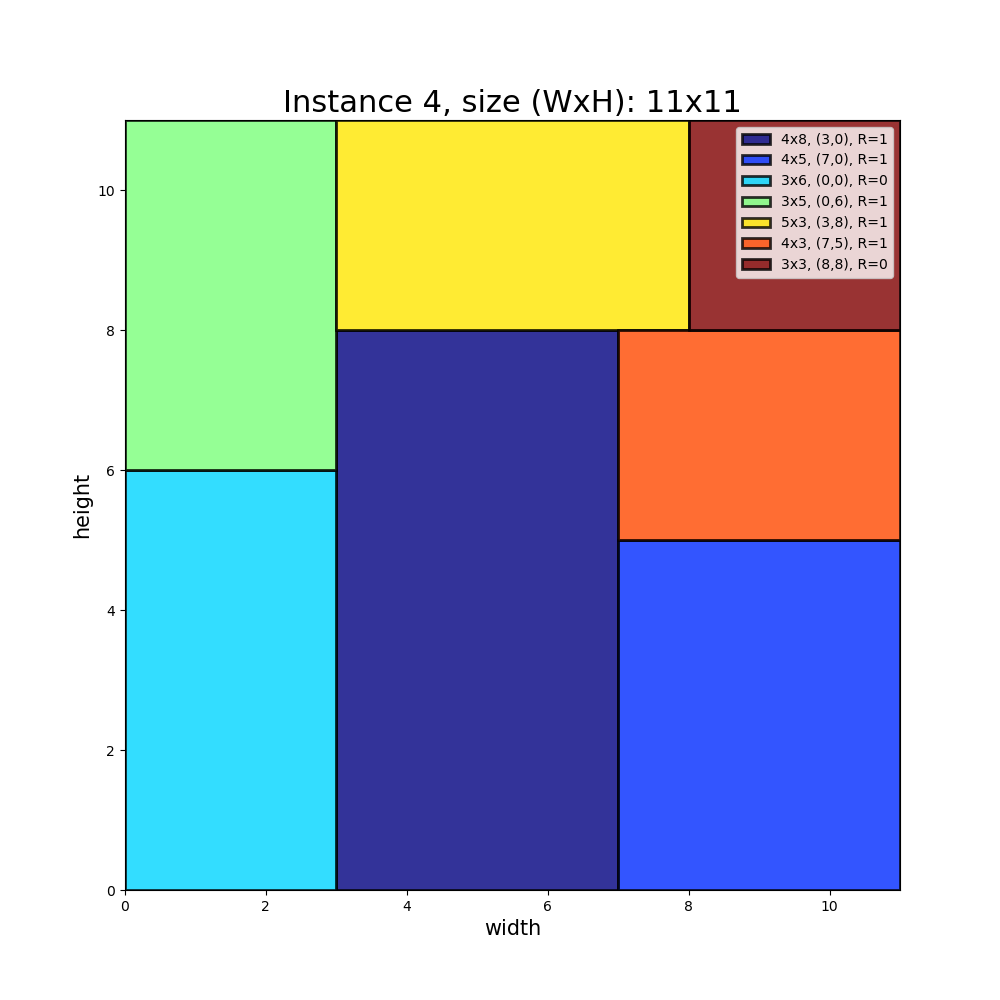 Instance 4, size (WxH): 11x11
4x8, (3,0), R=1
4x5, (7,0), R=1
3x6, (0,0), R=0
3x5, (0,6), R=1
5x3, (3,8), R=1
4x3, (7,5), R=1
3x3, (8,8), R=0
10
8
6
4
2
0
height
0 2 4 6 8 10
width